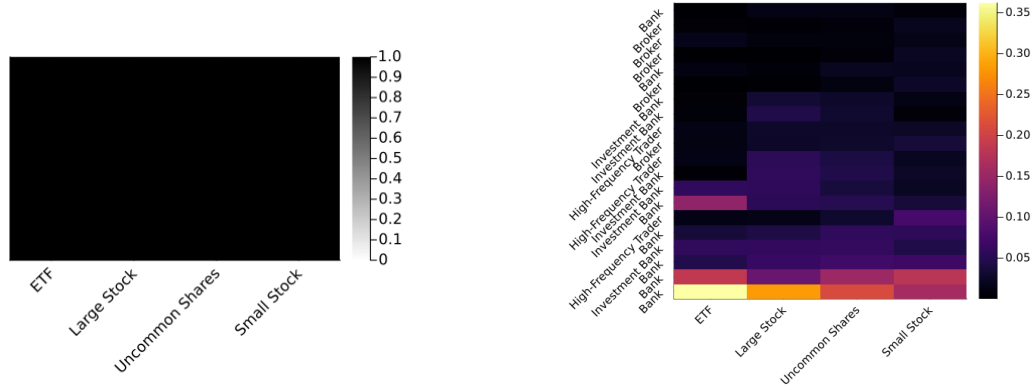 1.0
0.9
0.8
0.7
0.6
0.5
0.4
0.3
0.2
0.1
0
ETF
Large Stock
Uncommon Shares
Small Stock
Bank
Broker
Broker
Broker
Bank
Broker
Investment Bank
Investment Bank
High-Frequency Trader
Broker
High-Frequency Trader
Investment Bank
Investment Bank
Bank
High-Frequency Trader
Bank
Investment Bank
Bank
Bank
Bank
ETF
Large Stock
Uncommon Shares
Small Stock
0.35
0.30
0.25
0.20
0.15
0.10
0.05